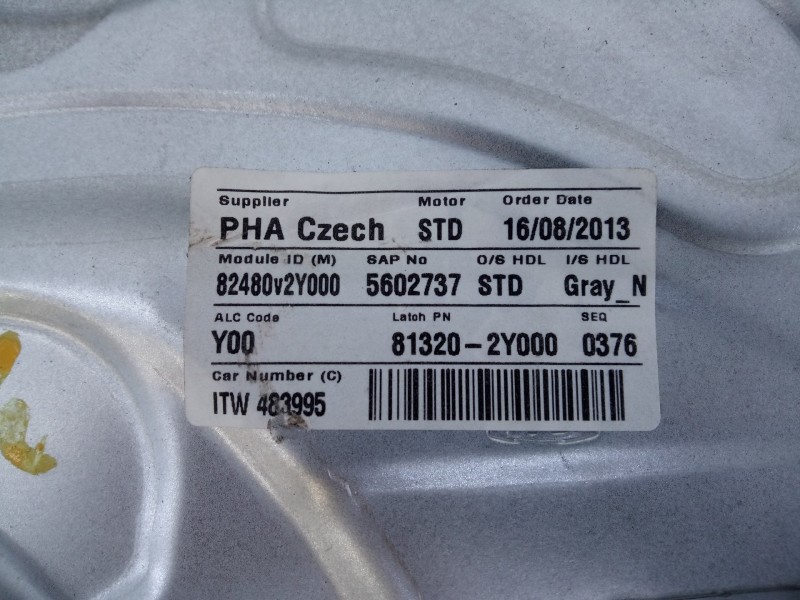 Supplier Motor Order Date
PHA Czech STD 16/08/2013
Module ID (M) SAP No O/S HDL I/S HDL
82480v2Y000 5602737 STD Gray_N
ALC Code Latch PN SEQ
Y00 81320-2Y000 0376
Car Number (C)
ITW 483995